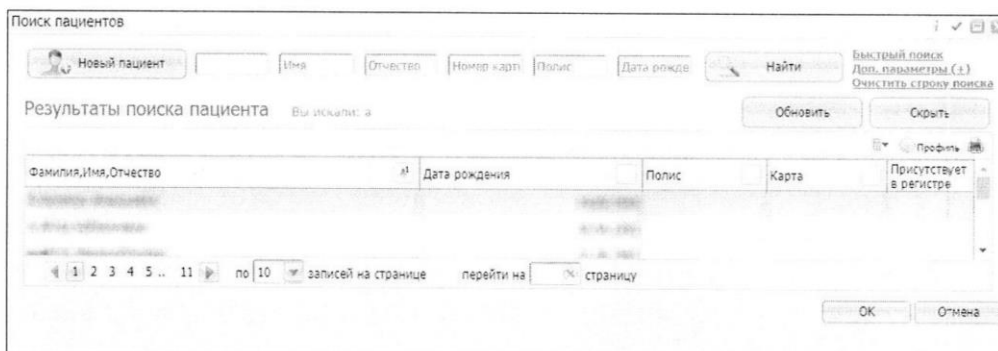 Поиск пациентов
Новый пациент Имя Отчество Номер карт Полис Дата рожде Найти
Быстрый поиск
Доп. параметры (+)
Очистить строку поиска
Результаты поиска пациента Вы искали: а Обновить Скрыть
Профиль
Фамилия,Имя,Отчество Дата рождения Полис Карта Присутствует
в регистре
1 2 3 4 5 .. 11 по 10 записей на странице перейти на страницу
OK Отмена